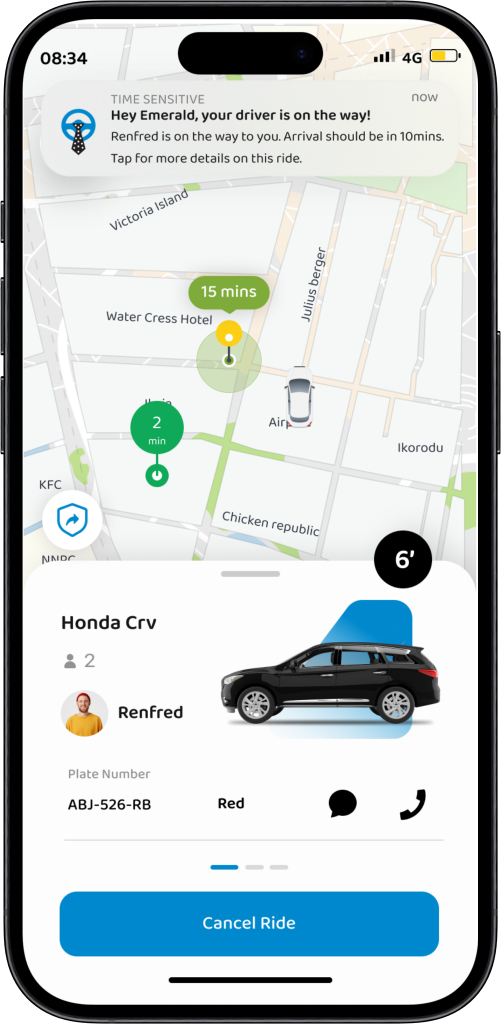 08:34
4G
TIME SENSITIVE
now
Hey Emerald, your driver is on the way!
Renfred is on the way to you. Arrival should be in 10mins.
Tap for more details on this ride.
Victoria Island
Julius berger
15 mins
Water Cress Hotel
2
min
Ikorodu
KFC
Chicken republic
6'
Honda Crv
2
Renfred
Plate Number
ABJ-526-RB
Red
Cancel Ride